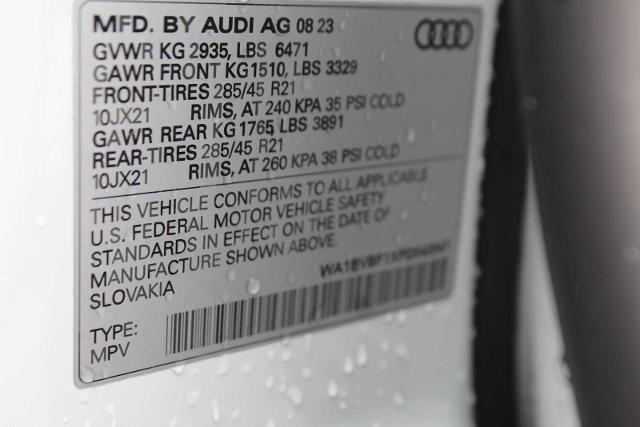 MFD. BY AUDI AG 08 23
GVWR KG 2935, LBS 6471
GAWR FRONT KG1510, LBS 3329
FRONT-TIRES 285/45 R21
10JX21 RIMS, AT 240 KPA 35 PSI COLD
GAWR REAR KG 1765, LBS 3891
REAR-TIRES 285/45 R21
10JX21 RIMS, AT 260 KPA 38 PSI COLD
THIS VEHICLE CONFORMS TO ALL APPLICABLE
U.S. FEDERAL MOTOR VEHICLE SAFETY
STANDARDS IN EFFECT ON THE DATE OF
MANUFACTURE SHOWN ABOVE.
SLOVAKIA
TYPE:
MPV